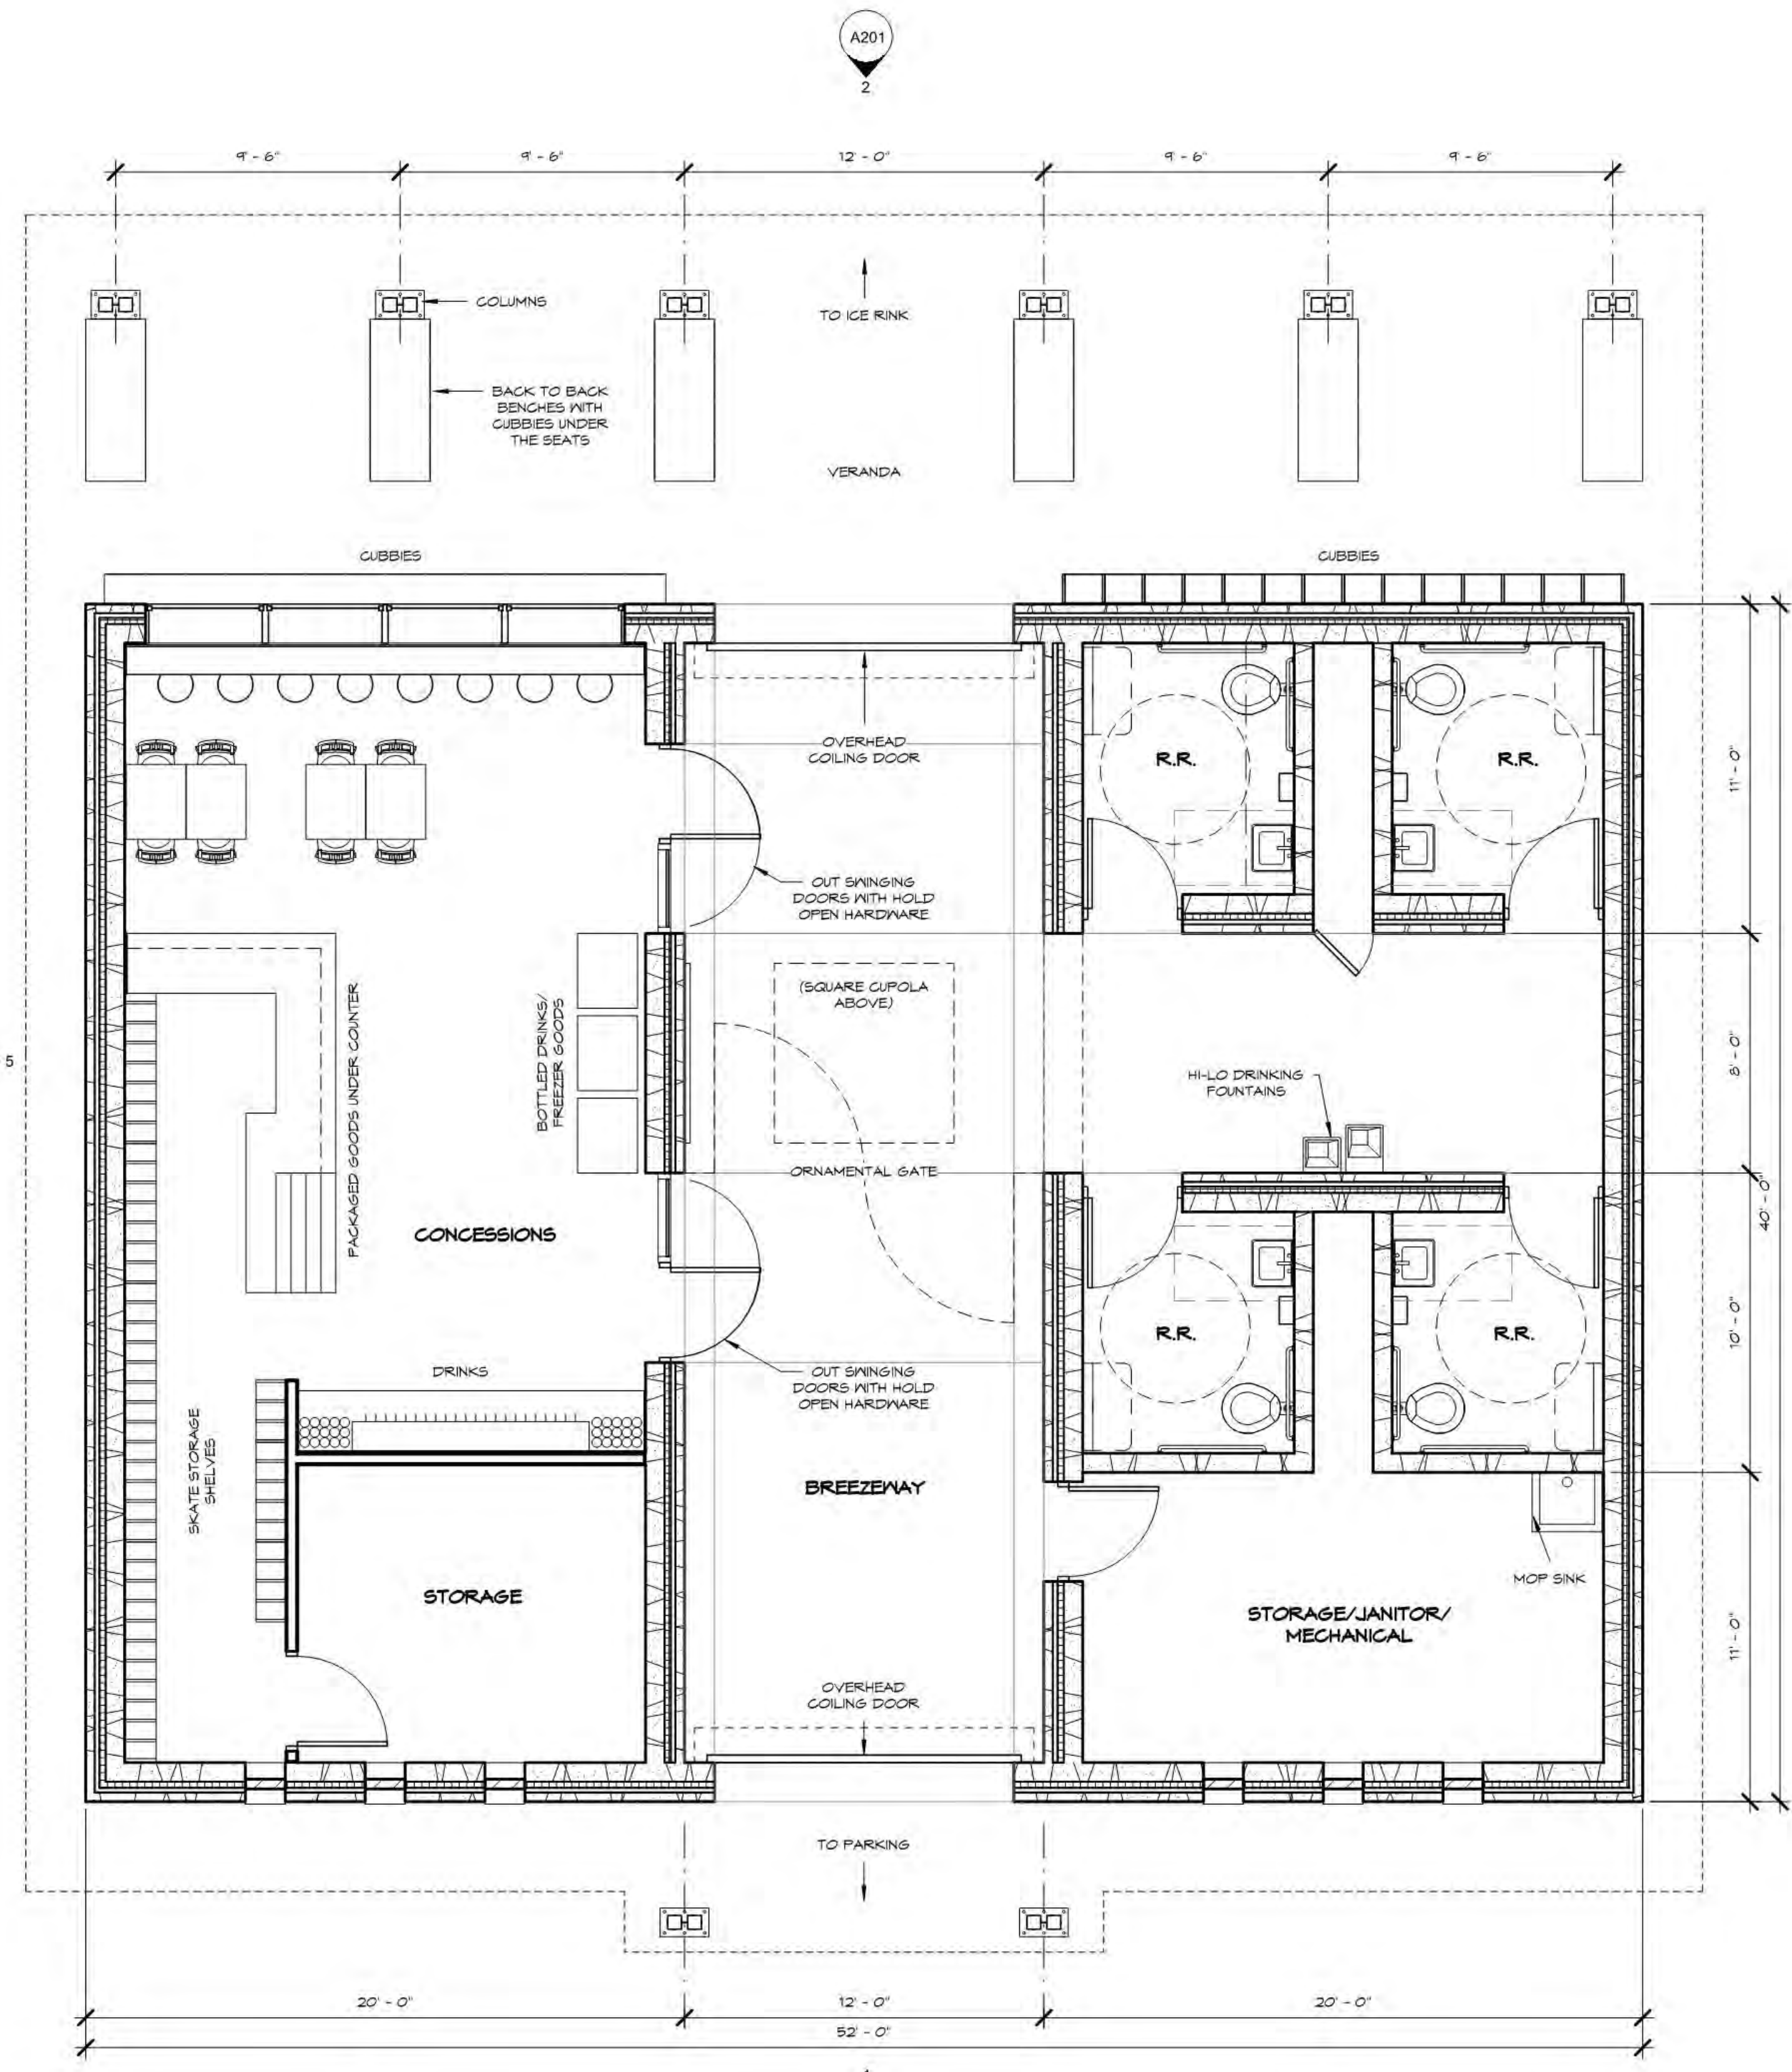 A201
2
9' - 6"
9' - 6"
12' - 0"
9' - 6"
9' - 6"
COLUMNS
TO ICE RINK
BACK TO BACK
BENCHES WITH
CUBBIES UNDER
THE SEATS
VERANDA
CUBBIES
CUBBIES
OVERHEAD
COILING DOOR
R.R.
R.R.
11' - 0"
OUT SWINGING
DOORS WITH HOLD
OPEN HARDWARE
(SQUARE CUPOLA
ABOVE)
PACKAGED GOODS UNDER COUNTER
BOTTLED DRINKS/
FREEZER GOODS
5
8' - 0"
HI-LO DRINKING
FOUNTAINS
ORNAMENTAL GATE
40' - 0"
CONCESSIONS
R.R.
R.R.
10' - 0"
DRINKS
OUT SWINGING
DOORS WITH HOLD
OPEN HARDWARE
SKATE STORAGE
SHELVES
BREEZEWAY
MOP SINK
STORAGE
STORAGE/JANITOR/
MECHANICAL
11' - 0"
OVERHEAD
COILING DOOR
TO PARKING
20' - 0"
12' - 0"
20' - 0"
52' - 0"